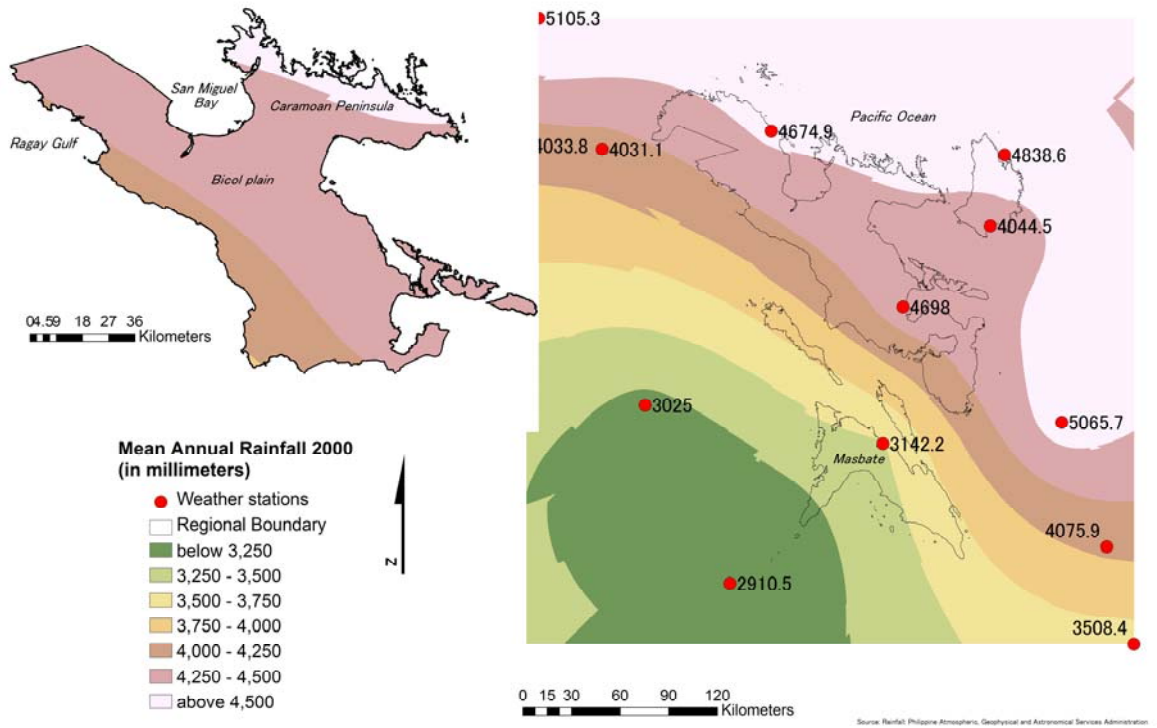 San Miguel
Bay
Caramoan Peninsula
Ragay Gulf
Bicol plain
04.59 18 27 36
Kilometers
Mean Annual Rainfall 2000
(in millimeters)
Weather stations
Regional Boundary
below 3,250
3,250 - 3,500
3,500 - 3,750
3,750 - 4,000
4,000 - 4,250
4,250 - 4,500
above 4,500
N
5105.3
Pacific Ocean
4674.9
4033.8
4031.1
4838.6
4044.5
4698
3025
5065.7
3142.2
Masbate
4075.9
2910.5
3508.4
0 15 30 60 90 120
Kilometers
Source: Rainfall: Philippine Atmospheric, Geophysical and Astronomical Services Administration